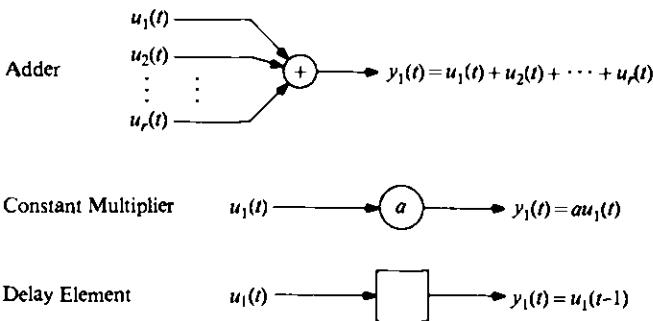 u₁(t)
u₂(t)
Adder + y₁(t) = u₁(t) + u₂(t) + ⋯ + uᵣ(t)
⋮ ⋮
uᵣ(t)
Constant Multiplier u₁(t) a y₁(t) = au₁(t)
Delay Element u₁(t) y₁(t) = u₁(t-1)